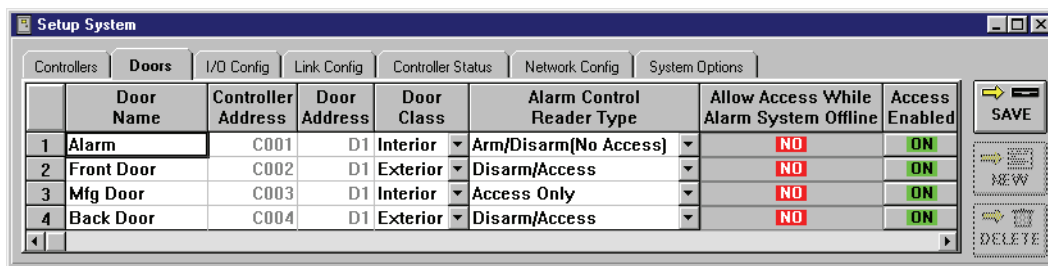 Setup System
Controllers Doors I/O Config Link Config Controller Status Network Config System Options
Door Name Controller Address Door Address Door Class Alarm Control Reader Type Allow Access While Alarm System Offline Access Enabled
1 Alarm C001 D1 Interior Arm/Disarm(No Access) NO ON
2 Front Door C002 D1 Exterior Disarm/Access NO ON
3 Mfg Door C003 D1 Interior Access Only NO ON
4 Back Door C004 D1 Exterior Disarm/Access NO ON
SAVE
NEW
DELETE